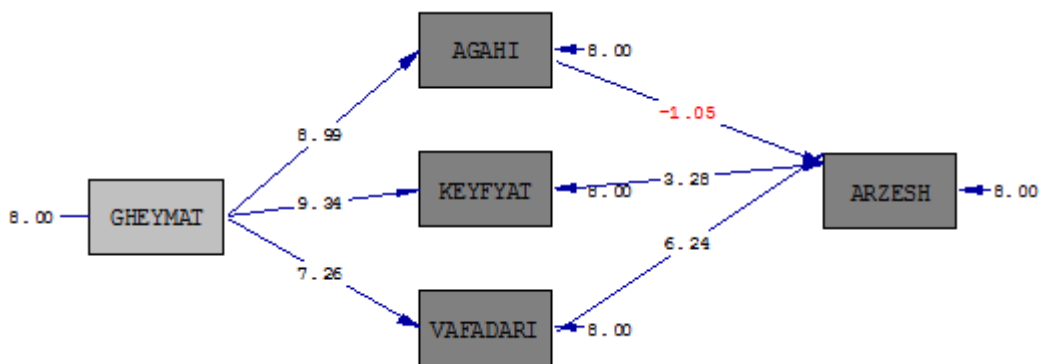 AGAHI
8.00
8.99
-1.05
8.00
GHEYMAT
9.34
KEYFYAT
8.00
3.28
ARZESH
8.00
7.26
6.24
VAFADARI
8.00